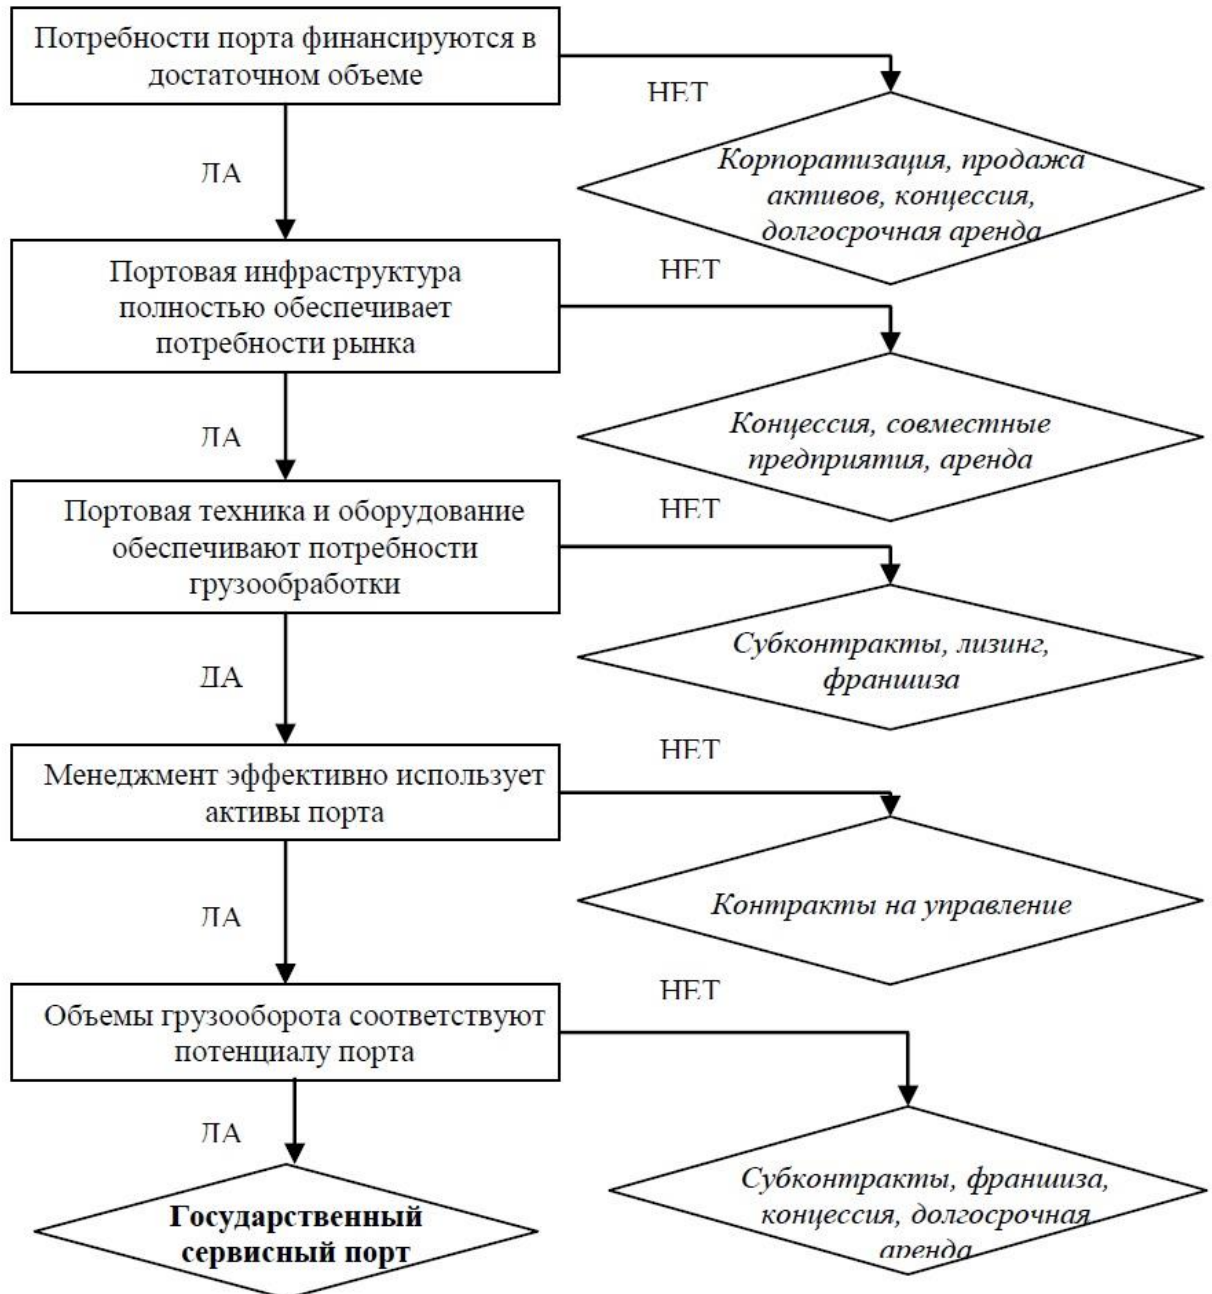 Потребности порта финансируются в
достаточном объеме
НЕТ
ДА
Корпоратизация, продажа
активов, концессия,
долгосрочная аренда
Портовая инфраструктура
полностью обеспечивает
потребности рынка
НЕТ
ДА
Концессия, совместные
предприятия, аренда
Портовая техника и оборудование
обеспечивают потребности
грузообработки
НЕТ
ДА
Субконтракты, лизинг,
франшиза
Менеджмент эффективно использует
активы порта
НЕТ
ДА
Контракты на управление
Объемы грузооборота соответствуют
потенциалу порта
НЕТ
ДА
Субконтракты, франшиза,
концессия, долгосрочная
аренда
Государственный
сервисный порт